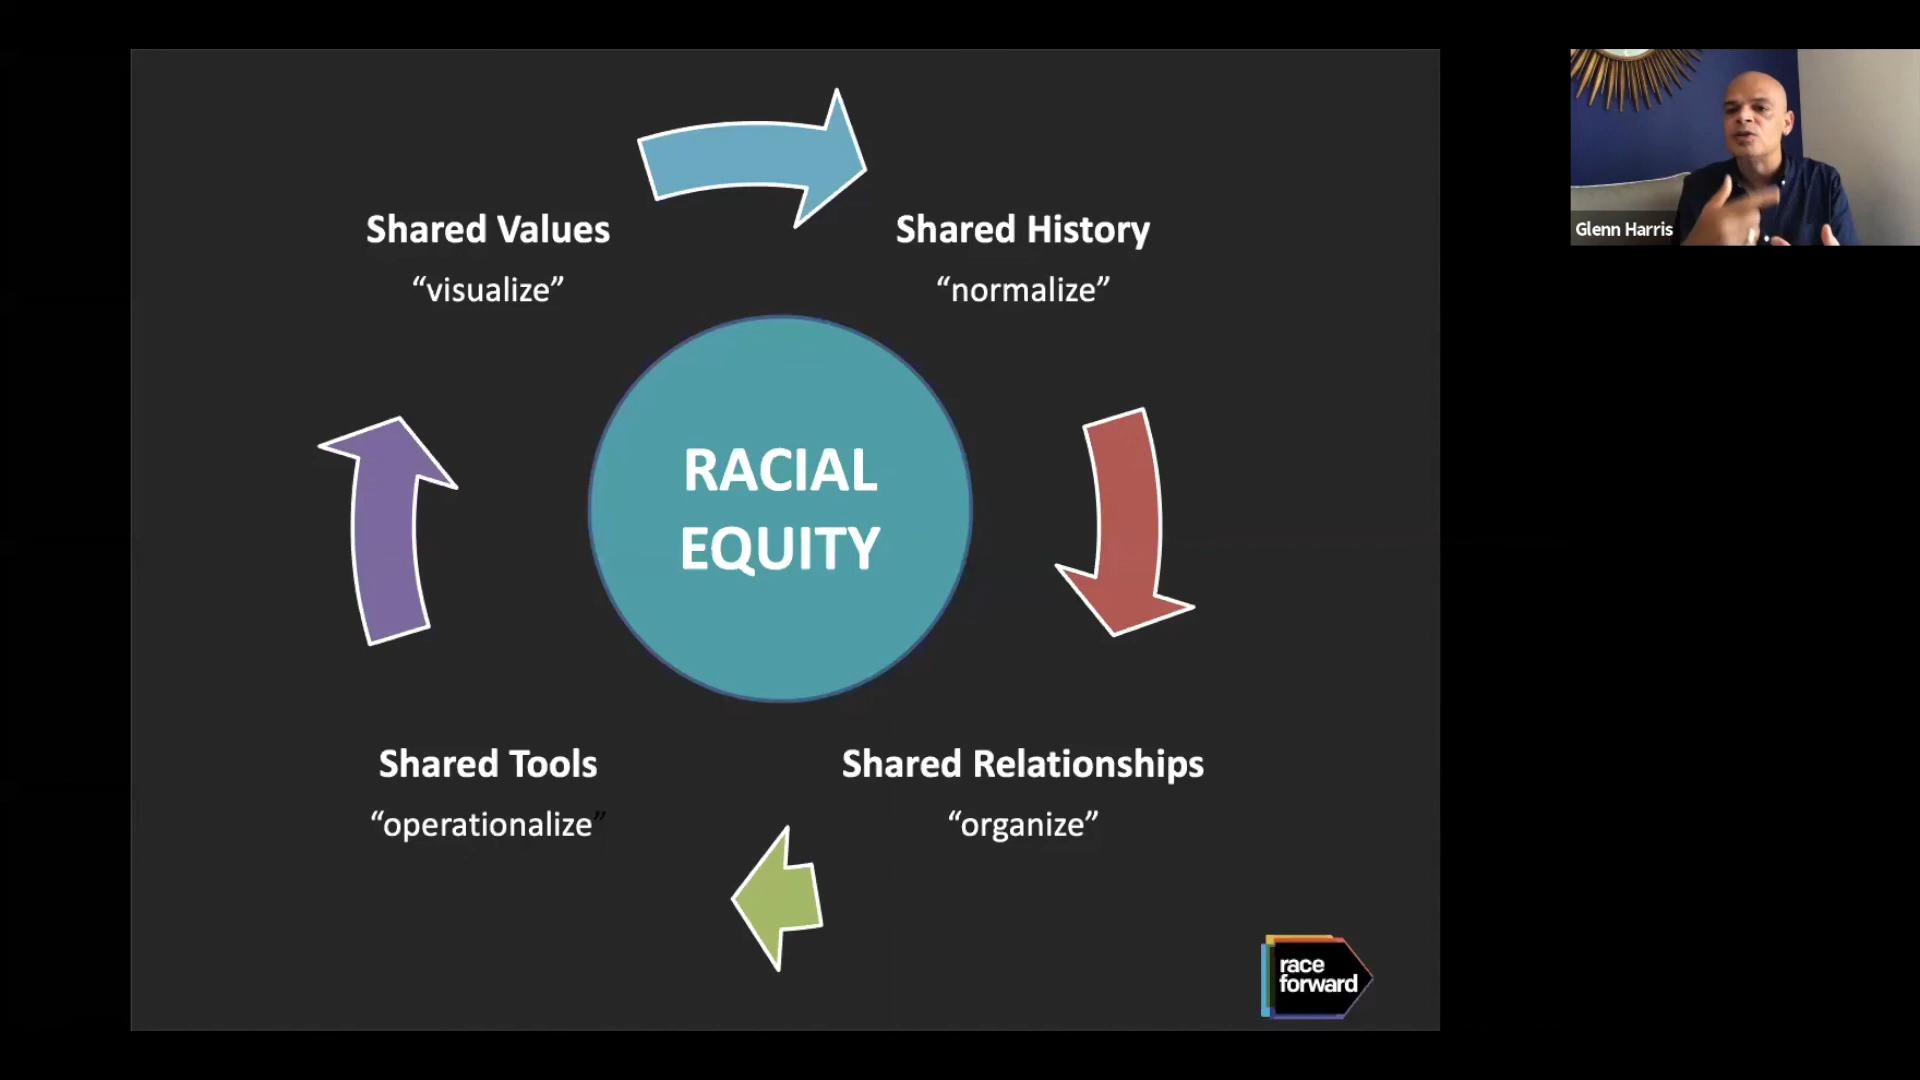 Shared Values
“visualize”
Shared History
“normalize”
RACIAL
EQUITY
Shared Tools
“operationalize”
Shared Relationships
“organize”
race
forward
Glenn Harris